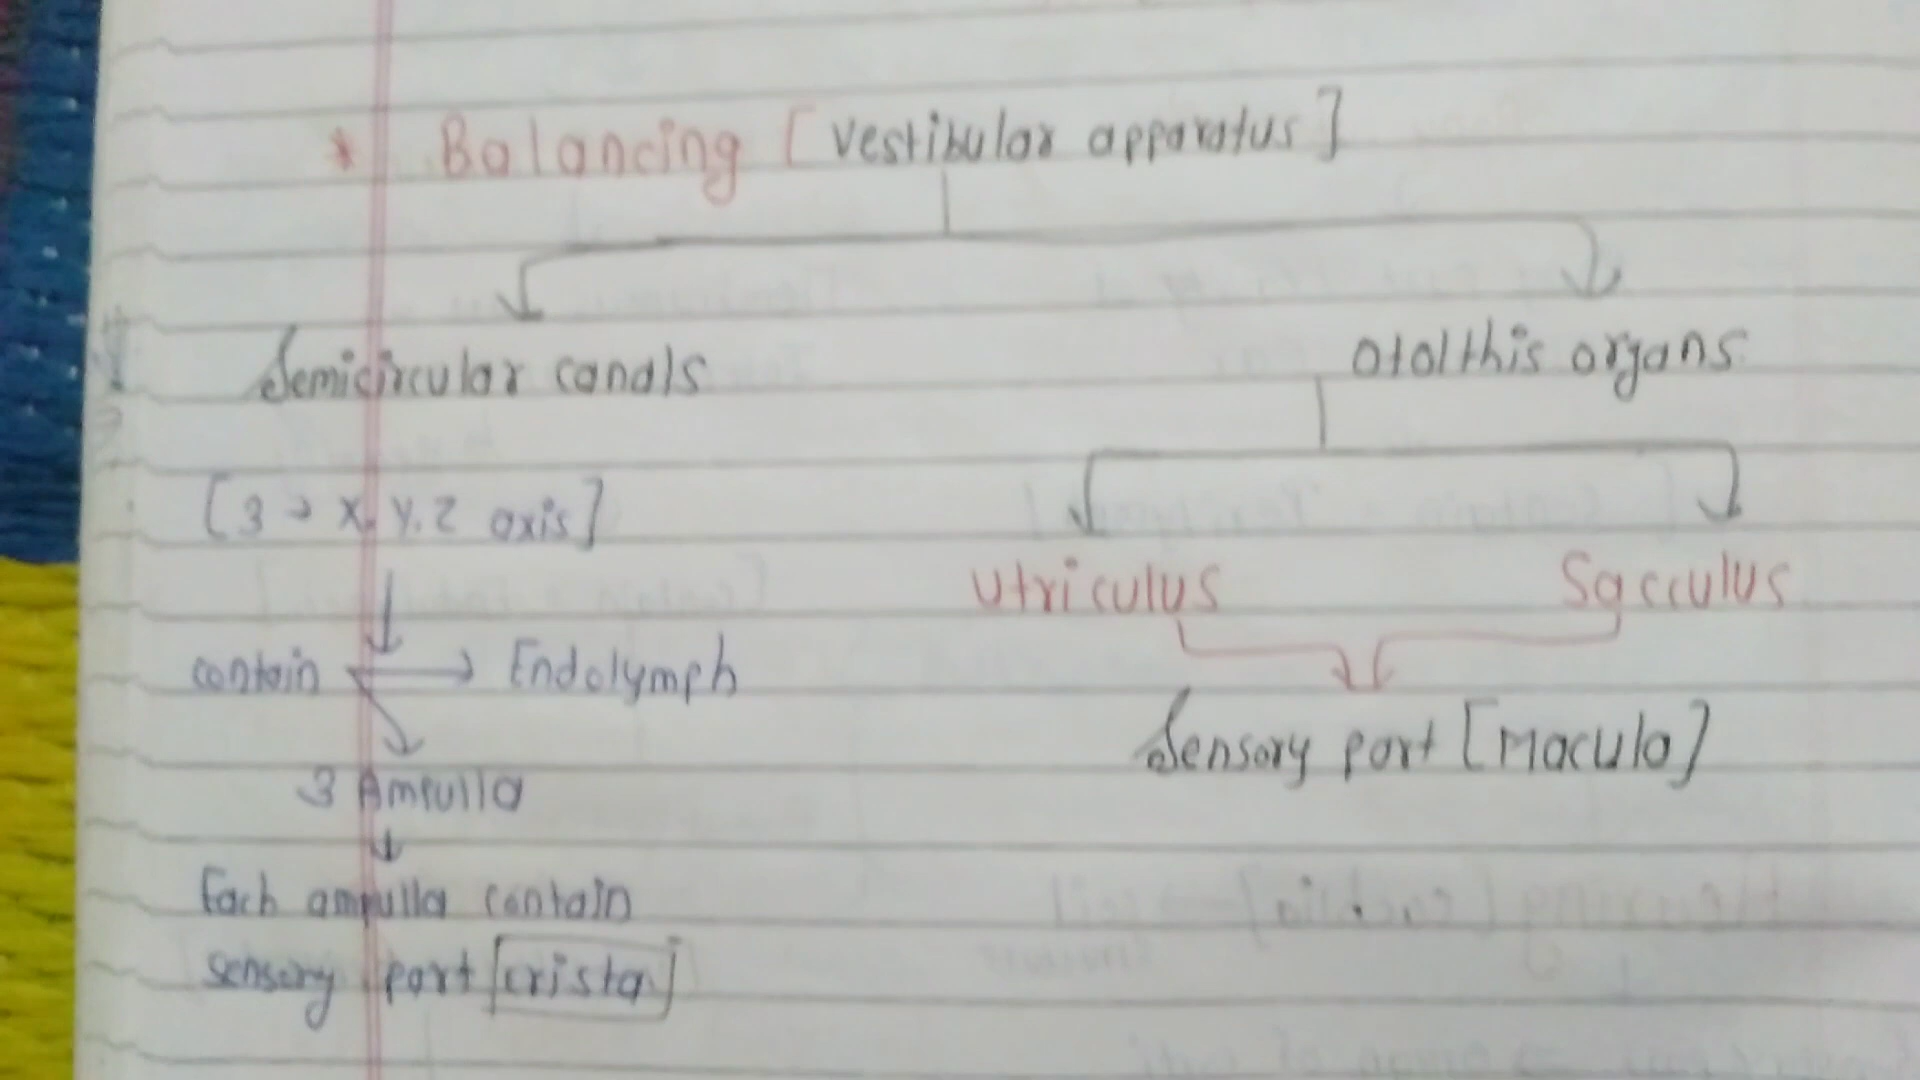 * Balancing [Vestibular apparatus]
Semicircular canals
otolthis organs
[3 → X, Y, Z axis]
Utriculus
Sacculus
contain → Endolymph
Sensory part [Macula]
3 Ampulla
Each ampulla contain
sensory part [crista]